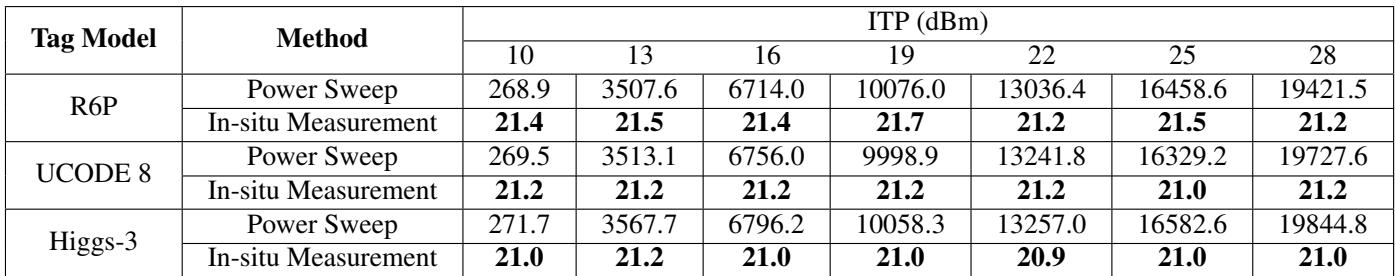 Tag Model Method ITP (dBm)
10 13 16 19 22 25 28
R6P Power Sweep 268.9 3507.6 6714.0 10076.0 13036.4 16458.6 19421.5
In-situ Measurement 21.4 21.5 21.4 21.7 21.2 21.5 21.2
UCODE 8 Power Sweep 269.5 3513.1 6756.0 9998.9 13241.8 16329.2 19727.6
In-situ Measurement 21.2 21.2 21.2 21.2 21.2 21.0 21.2
Higgs-3 Power Sweep 271.7 3567.7 6796.2 10058.3 13257.0 16582.6 19844.8
In-situ Measurement 21.0 21.2 21.0 21.0 20.9 21.0 21.0